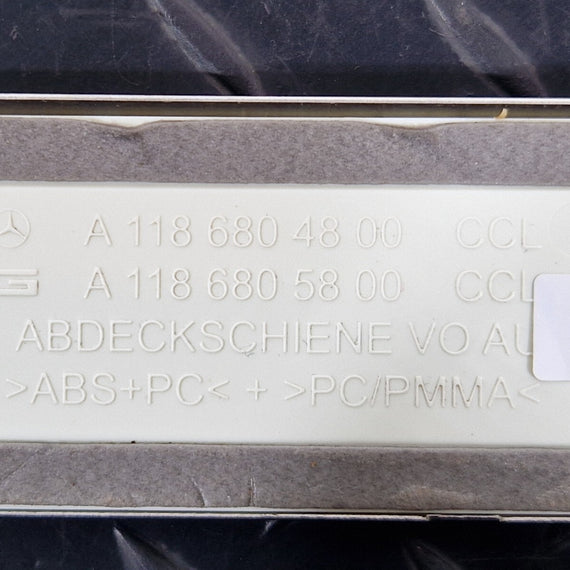 A 118 680 48 00 CCL
A 118 680 58 00 CCL
ABDECKSCHIENE VO AU
>ABS+PC< + >PC/PMMA<